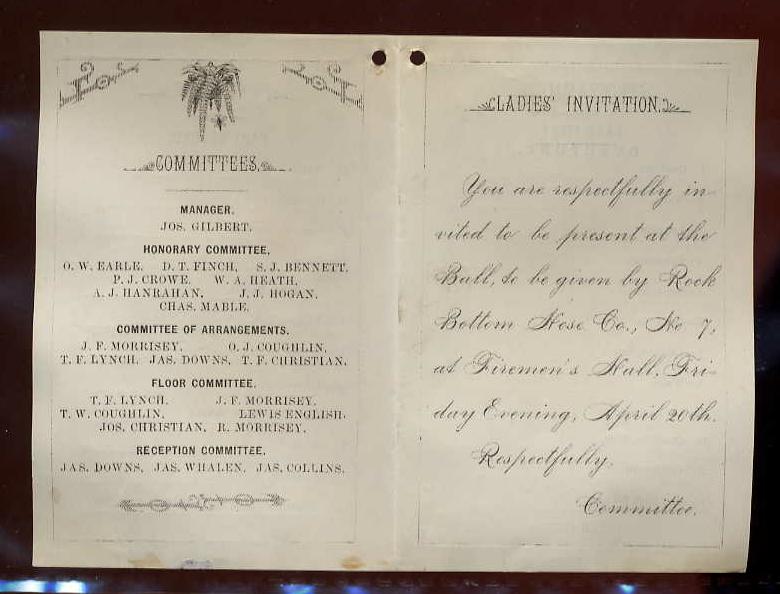 COMMITTEES.
MANAGER.
JOS. GILBERT.
HONORARY COMMITTEE.
O. W. EARLE. D. T. FINCH, S. J. BENNETT.
P. J. CROWE. W. A. HEATH,
A. J. HANRAHAN, J. J. HOGAN.
CHAS. MABLE.
COMMITTEE OF ARRANGEMENTS.
J. F. MORRISEY, O. J. COUGHLIN,
T. F. LYNCH. JAS. DOWNS, T. F. CHRISTIAN.
FLOOR COMMITTEE.
T. F. LYNCH. J. F. MORRISEY.
T. W. COUGHLIN, LEWIS ENGLISH.
JOS. CHRISTIAN, R. MORRISEY.
RECEPTION COMMITTEE.
JAS. DOWNS, JAS. WHALEN, JAS. COLLINS.
LADIES' INVITATION.
You are respectfully in-
vited to be present at the
Ball, to be given by Rock
Bottom Hose Co., No 7,
at Firemen's Hall, Fri-
day Evening, April 20th.
Respectfully,
Committee.